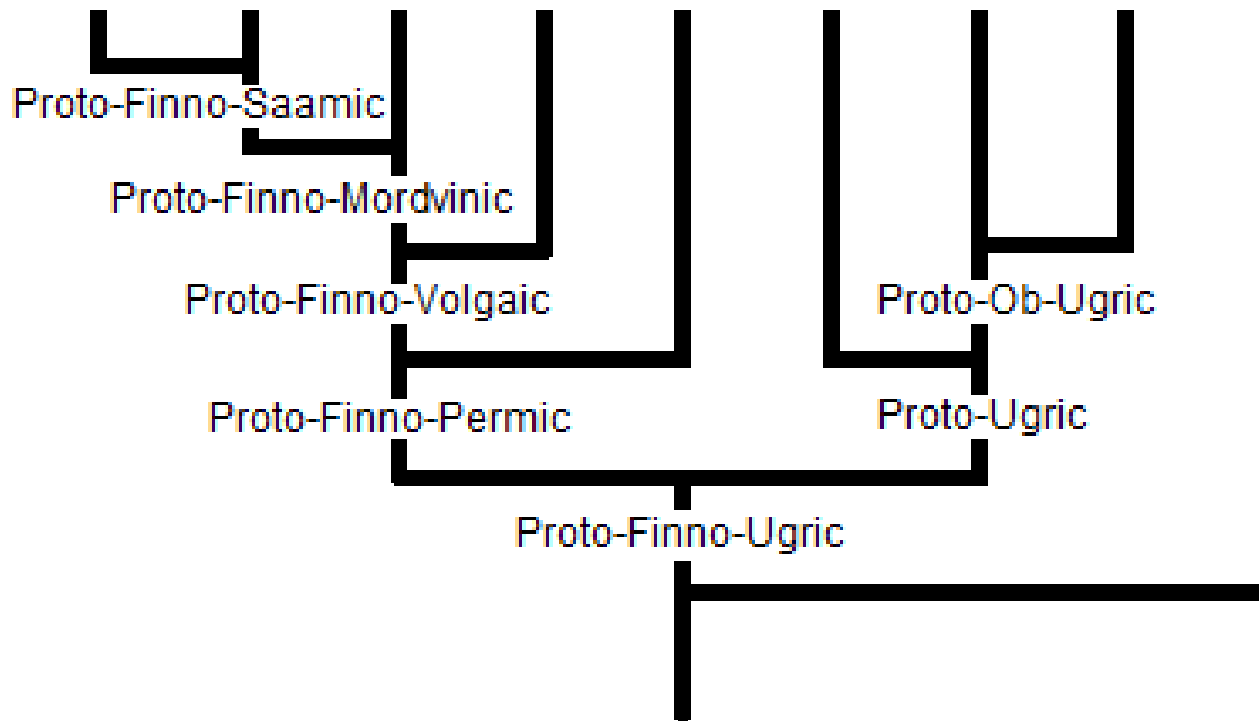 Proto-Finno-Saamic
Proto-Finno-Mordvinic
Proto-Finno-Volgaic
Proto-Ob-Ugric
Proto-Finno-Permic
Proto-Ugric
Proto-Finno-Ugric